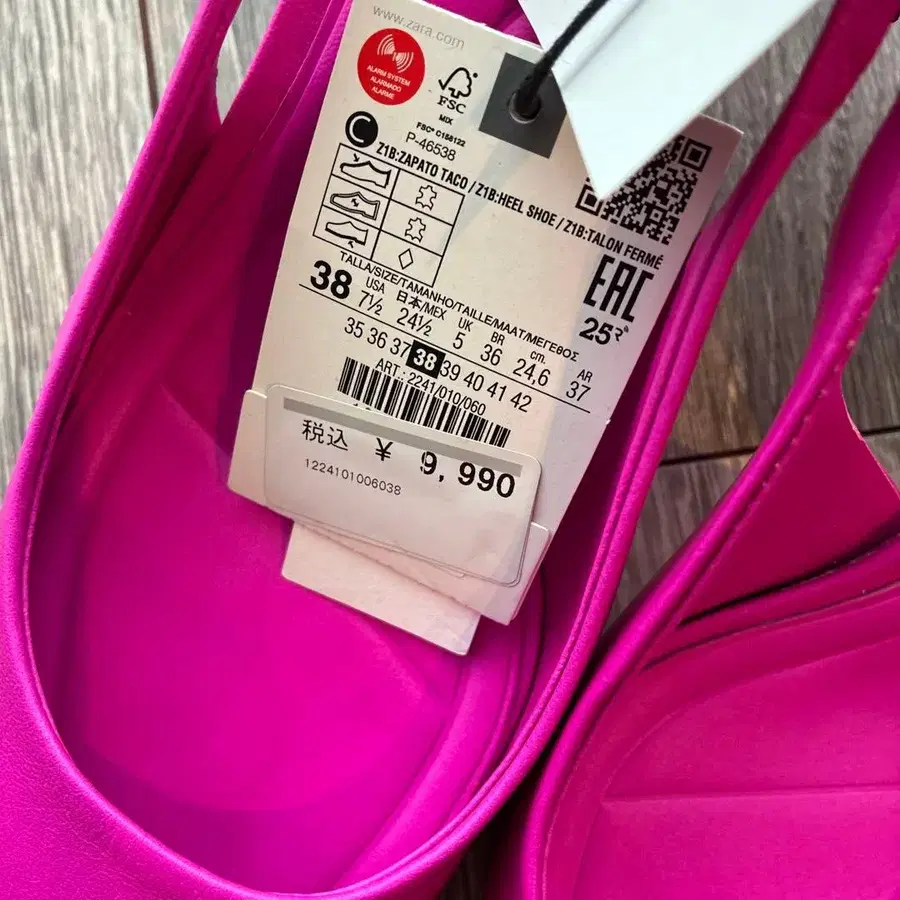 www.zara.com
ALARM SYSTEM
ALARMADO
ALARME
FSC
MIX
FSC® C158122
P-46538
C
Z1B:ZAPATO TACO / Z1B:HEEL SHOE / Z1B:TALON FERMÉ
EAC
25
TALLA/SIZE/TAMANHO/TAILLE/MAAT/ΜΕΓΕΘΟΣ
USA 日本/MEX UK BR cm. AR
38 7½ 24½ 5 36 24,6 37
35 36 37 38 39 40 41 42
ART.: 2241/010/060
税込 ¥ 9,990
1224101006038